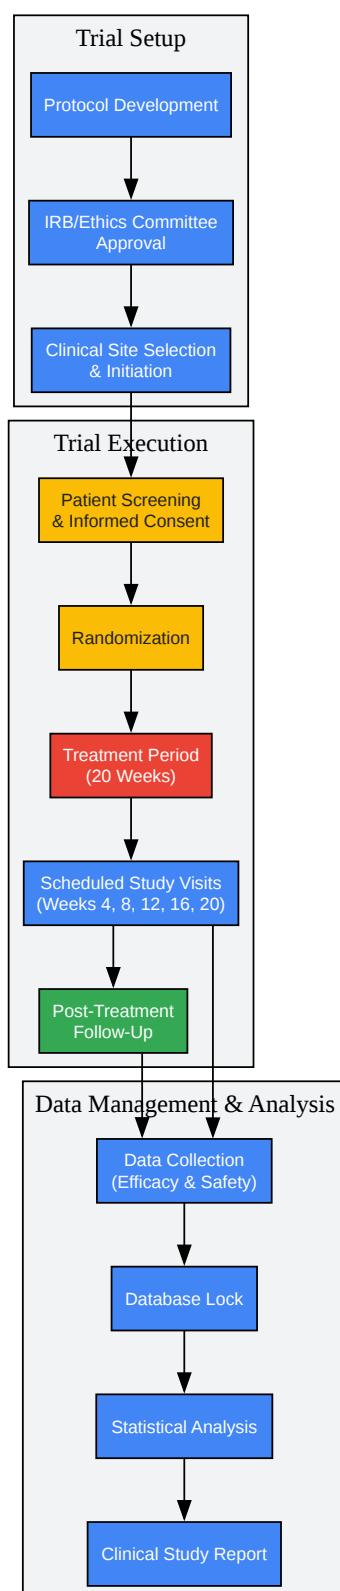 Trial Setup
Protocol Development
IRB/Ethics Committee
Approval
Clinical Site Selection
& Initiation
Trial Execution
Patient Screening
& Informed Consent
Randomization
Treatment Period
(20 Weeks)
Scheduled Study Visits
(Weeks 4, 8, 12, 16, 20)
Post-Treatment
Follow-Up
Data Management & Analysis
Data Collection
(Efficacy & Safety)
Database Lock
Statistical Analysis
Clinical Study Report